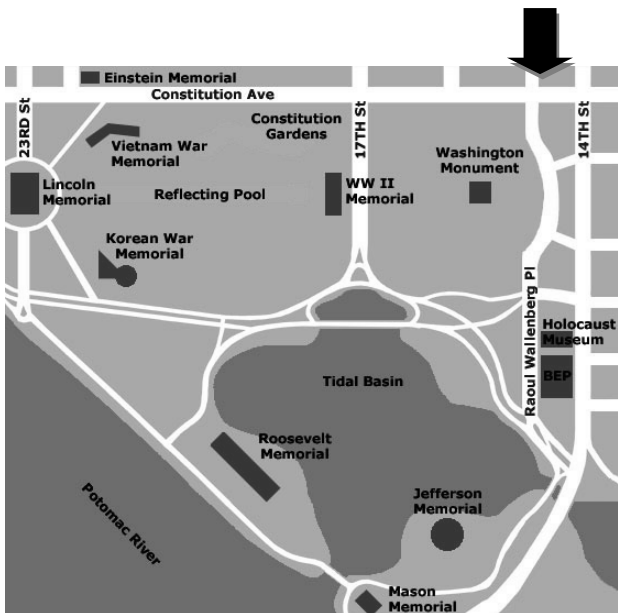 Einstein Memorial
Constitution Ave
23RD St
Vietnam War
Memorial
Constitution
Gardens
17TH St
14TH St
Washington
Monument
Lincoln
Memorial
Reflecting Pool
WW II
Memorial
Korean War
Memorial
Raoul Wallenberg Pl
Holocaust
Museum
BEP
Tidal Basin
Roosevelt
Memorial
Potomac River
Jefferson
Memorial
Mason
Memorial